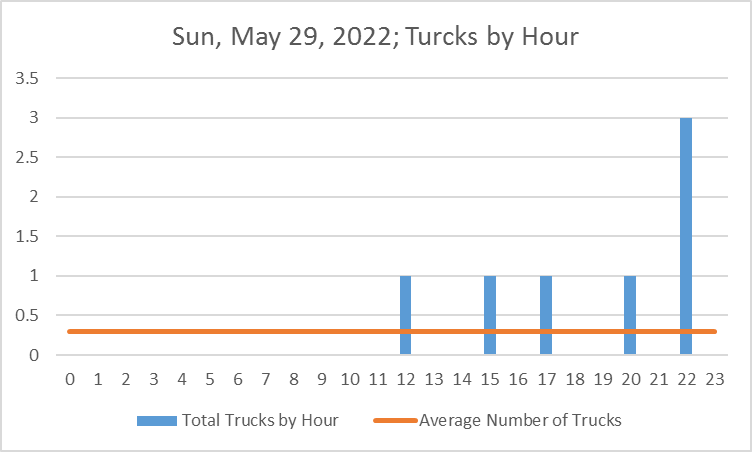 Sun, May 29, 2022; Turcks by Hour
3.5
3
2.5
2
1.5
1
0.5
0
0 1 2 3 4 5 6 7 8 9 10 11 12 13 14 15 16 17 18 19 20 21 22 23
Total Trucks by Hour Average Number of Trucks